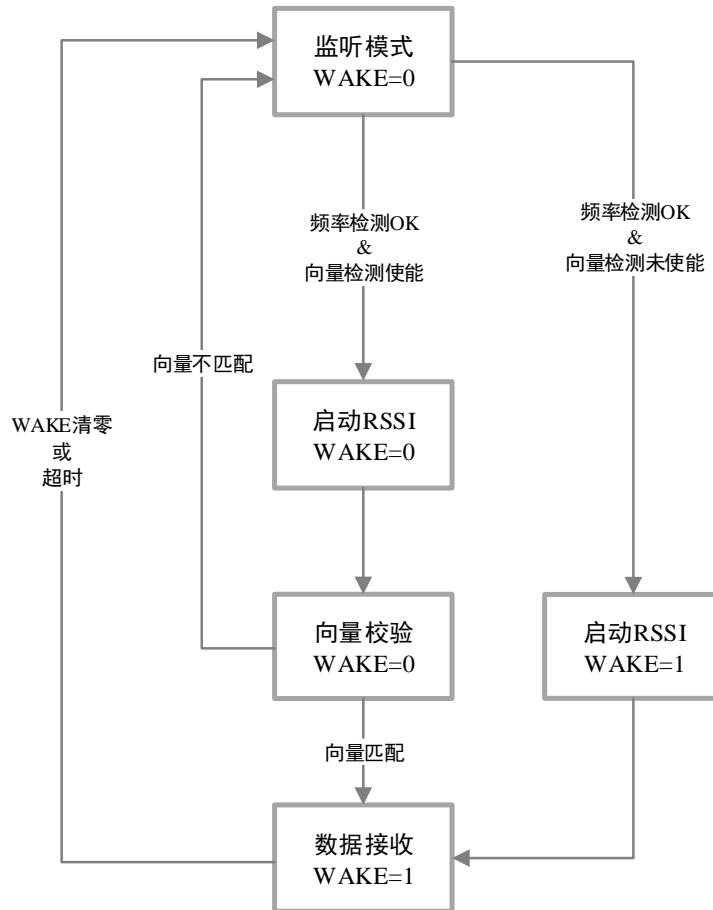 监听模式
WAKE=0
频率检测OK
&
向量检测使能
频率检测OK
&
向量检测未使能
向量不匹配
启动RSSI
WAKE=0
WAKE清零
或
超时
向量校验
WAKE=0
启动RSSI
WAKE=1
向量匹配
数据接收
WAKE=1